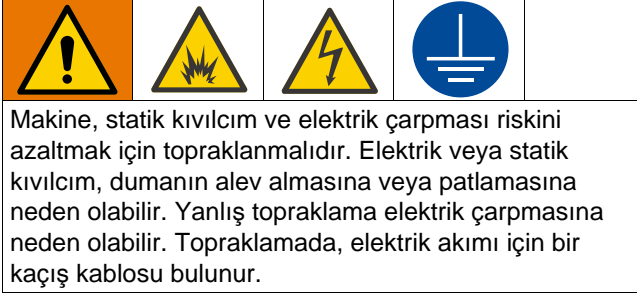 Makine, statik kıvılcım ve elektrik çarpması riskini
azaltmak için topraklanmalıdır. Elektrik veya statik
kıvılcım, dumanın alev almasına veya patlamasına
neden olabilir. Yanlış topraklama elektrik çarpmasına
neden olabilir. Topraklamada, elektrik akımı için bir
kaçış kablosu bulunur.